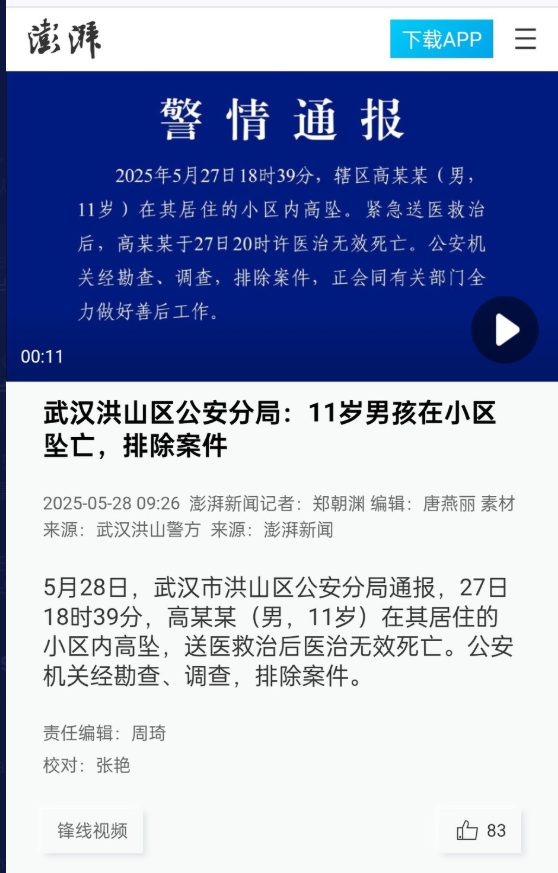 澎湃
下载APP
警情通报
2025年5月27日18时39分，辖区高某某（男，
11岁）在其居住的小区内高坠。紧急送医救治
后，高某某于27日20时许医治无效死亡。公安机
关经勘查、调查，排除案件，正会同有关部门全
力做好善后工作。
00:11
武汉洪山区公安分局：11岁男孩在小区
坠亡，排除案件
2025-05-28 09:26 澎湃新闻记者：郑朝渊 编辑：唐燕丽 素材
来源：武汉洪山警方 来源：澎湃新闻
5月28日，武汉市洪山区公安分局通报，27日
18时39分，高某某（男，11岁）在其居住的
小区内高坠，送医救治后医治无效死亡。公安
机关经勘查、调查，排除案件。
责任编辑：周琦
校对：张艳
锋线视频
83